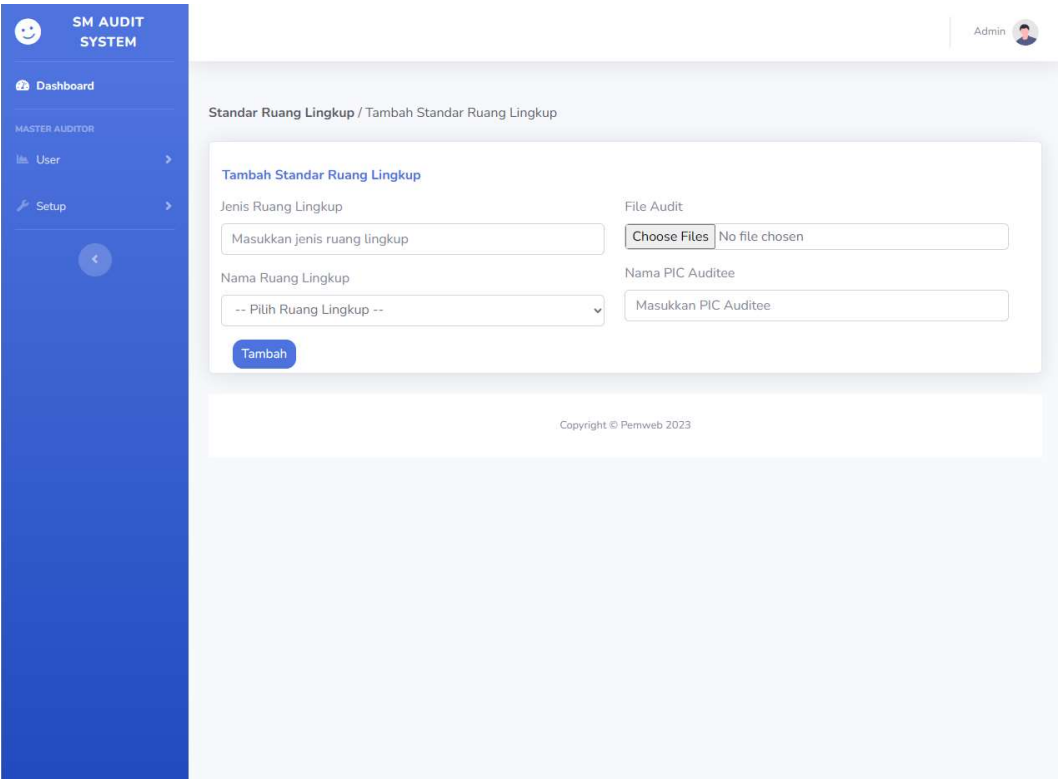 SM AUDIT
SYSTEM
Dashboard
MASTER AUDITOR
User
Setup
Admin
Standar Ruang Lingkup / Tambah Standar Ruang Lingkup
Tambah Standar Ruang Lingkup
Jenis Ruang Lingkup
Masukkan jenis ruang lingkup
Nama Ruang Lingkup
-- Pilih Ruang Lingkup --
File Audit
Choose Files No file chosen
Nama PIC Auditee
Masukkan PIC Auditee
Tambah
Copyright © Pemweb 2023